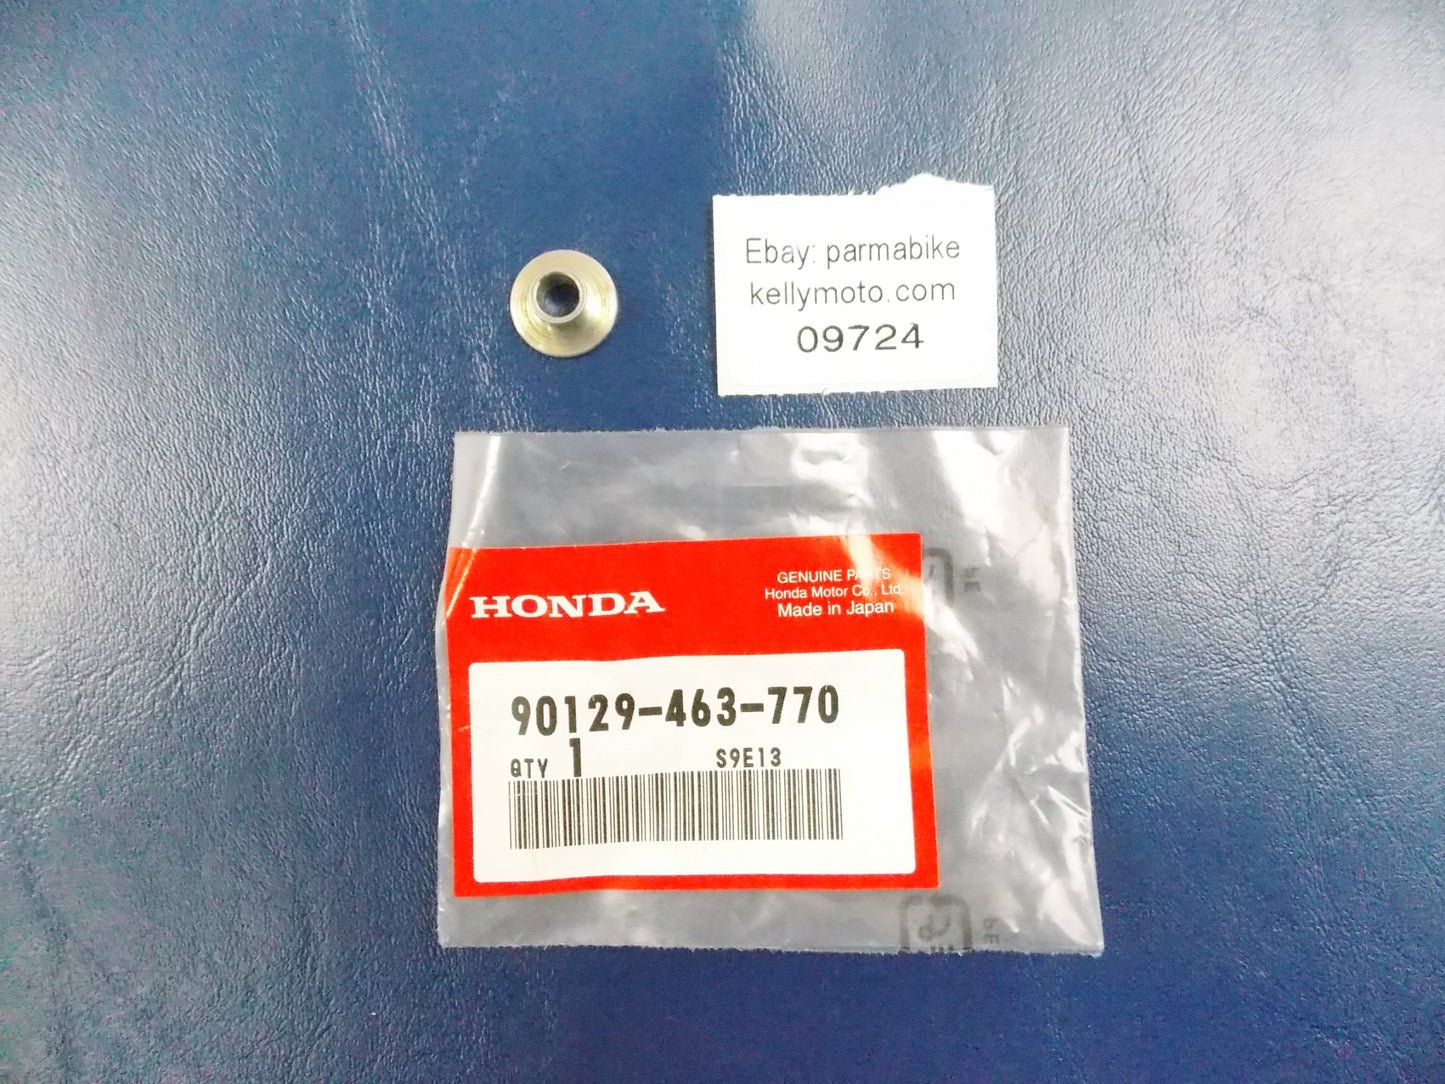 Ebay: parmabike
kellymoto.com
09724
HONDA
GENUINE PARTS
Honda Motor Co., Ltd.
Made in Japan
90129-463-770
QTY 1 S9E13